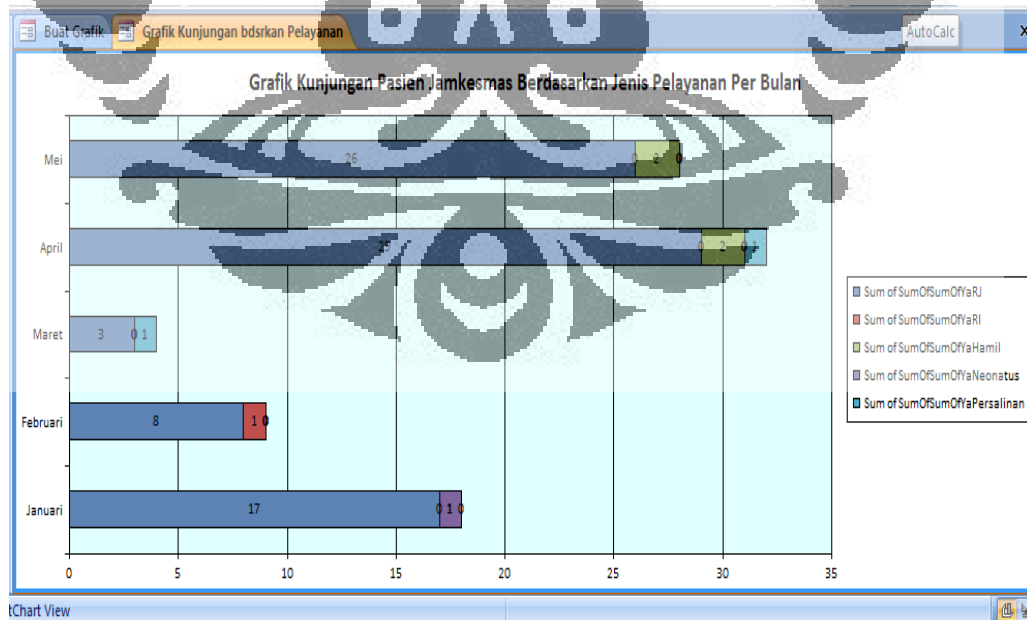 Buat Grafik Grafik Kunjungan bdsrkan Pelayanan AutoCalc
Grafik Kunjungan Pasien Jamkesmas Berdasarkan Jenis Pelayanan Per Bulan
Mei 26 0 2 0
April 29 0 2 0 1
Maret 3 0 1
Februari 8 1 0
Januari 17 0 1 0
0 5 10 15 20 25 30 35
Sum of SumOfSumOfYaRJ
Sum of SumOfSumOfYaRI
Sum of SumOfSumOfYaHamil
Sum of SumOfSumOfYaNeonatus
Sum of SumOfSumOfYaPersalinan
tChart View